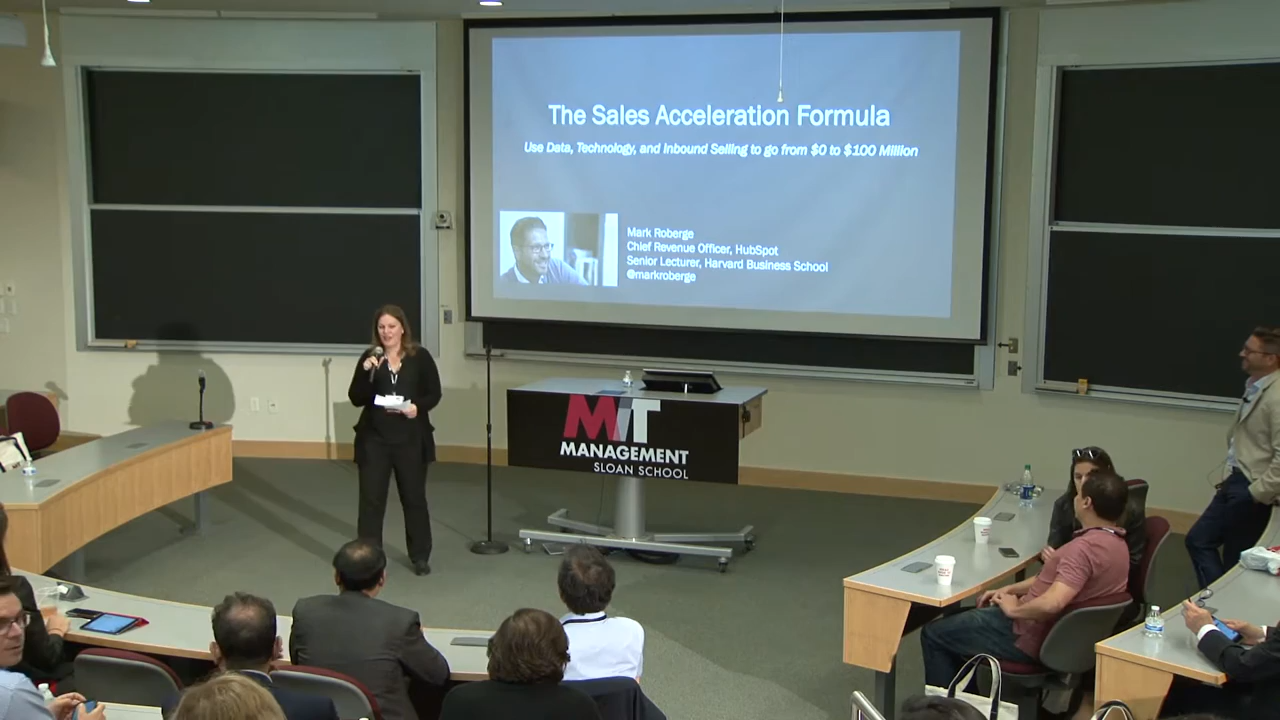 The Sales Acceleration Formula
Use Data, Technology, and Inbound Selling to go from $0 to $100 Million
Mark Roberge
Chief Revenue Officer, HubSpot
Senior Lecturer, Harvard Business School
@markroberge
MIT
MANAGEMENT
SLOAN SCHOOL